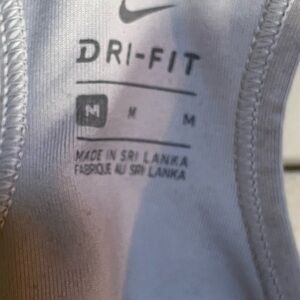 DRI-FIT
M M M
MADE IN SRI LANKA
FABRIQUÉ AU SRI LANKA